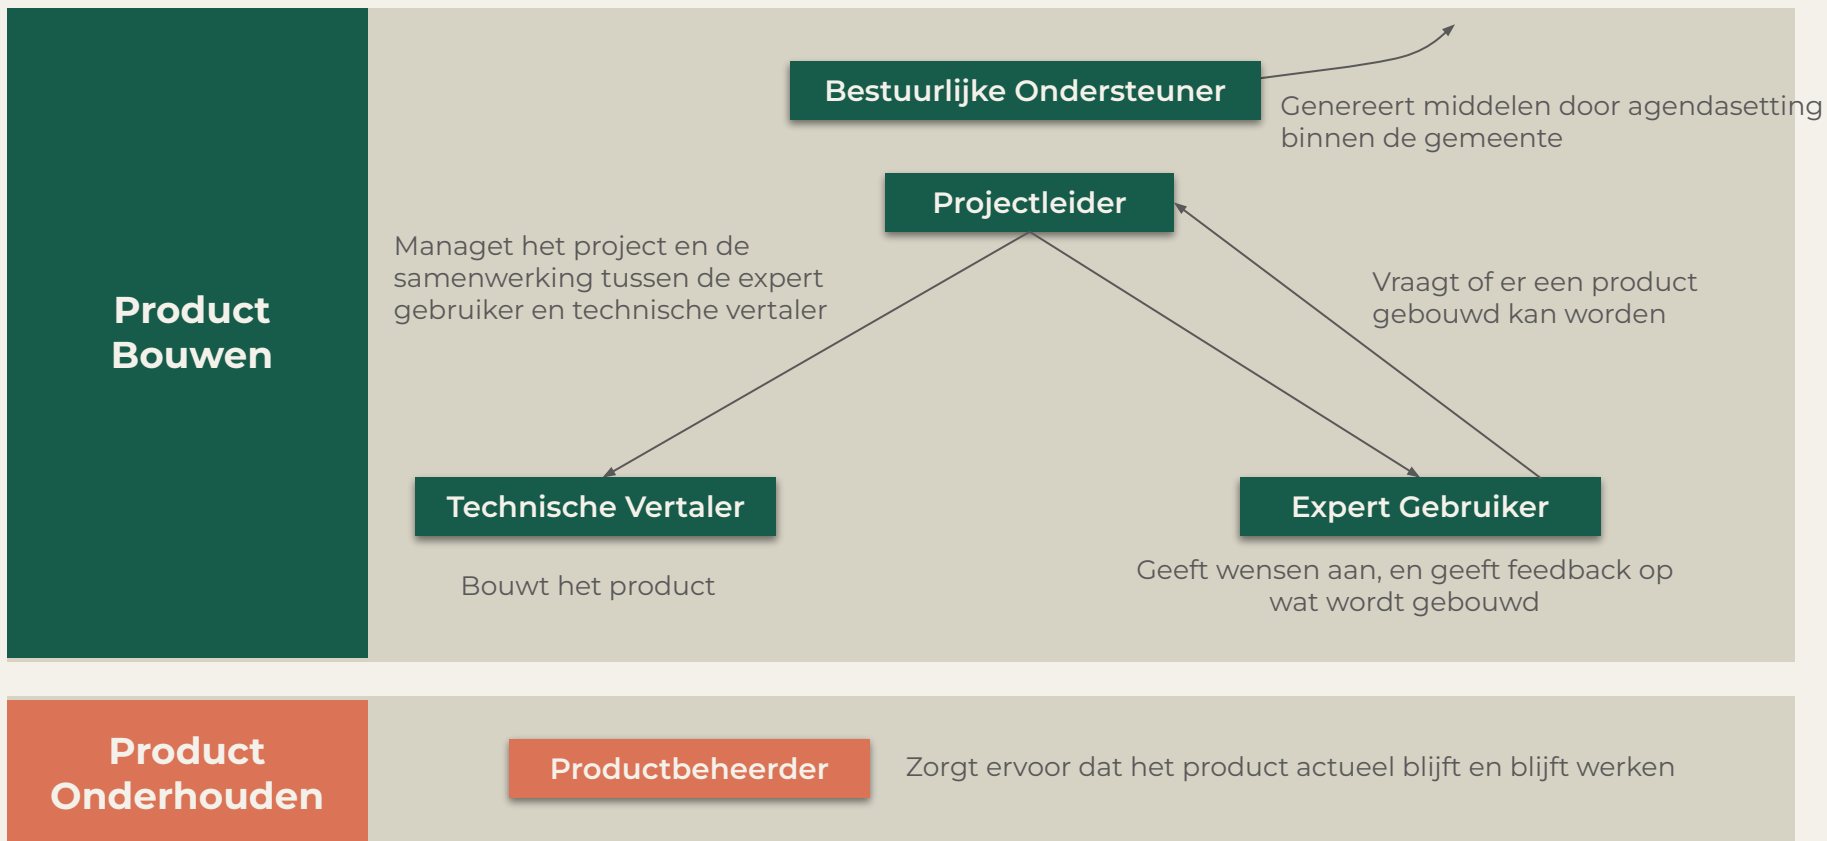 Product
Bouwen
Bestuurlijke Ondersteuner
Genereert middelen door agendasetting
binnen de gemeente
Projectleider
Managet het project en de
samenwerking tussen de expert
gebruiker en technische vertaler
Vraagt of er een product
gebouwd kan worden
Technische Vertaler
Expert Gebruiker
Bouwt het product
Geeft wensen aan, en geeft feedback op
wat wordt gebouwd
Product
Onderhouden
Productbeheerder
Zorgt ervoor dat het product actueel blijft en blijft werken